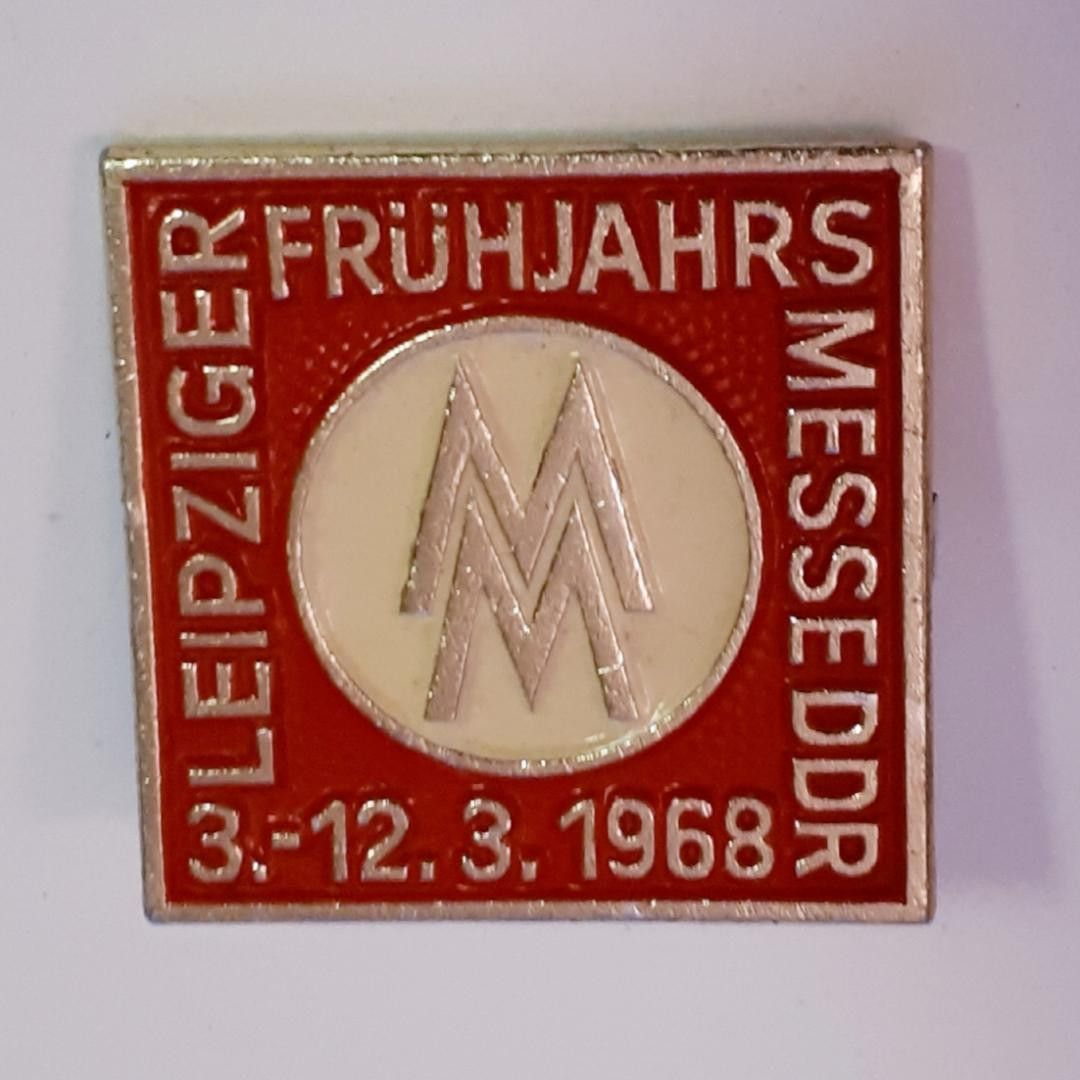 LEIPZIGER
FRÜHJAHRS
MESSE DDR
3.-12.3.1968
MM